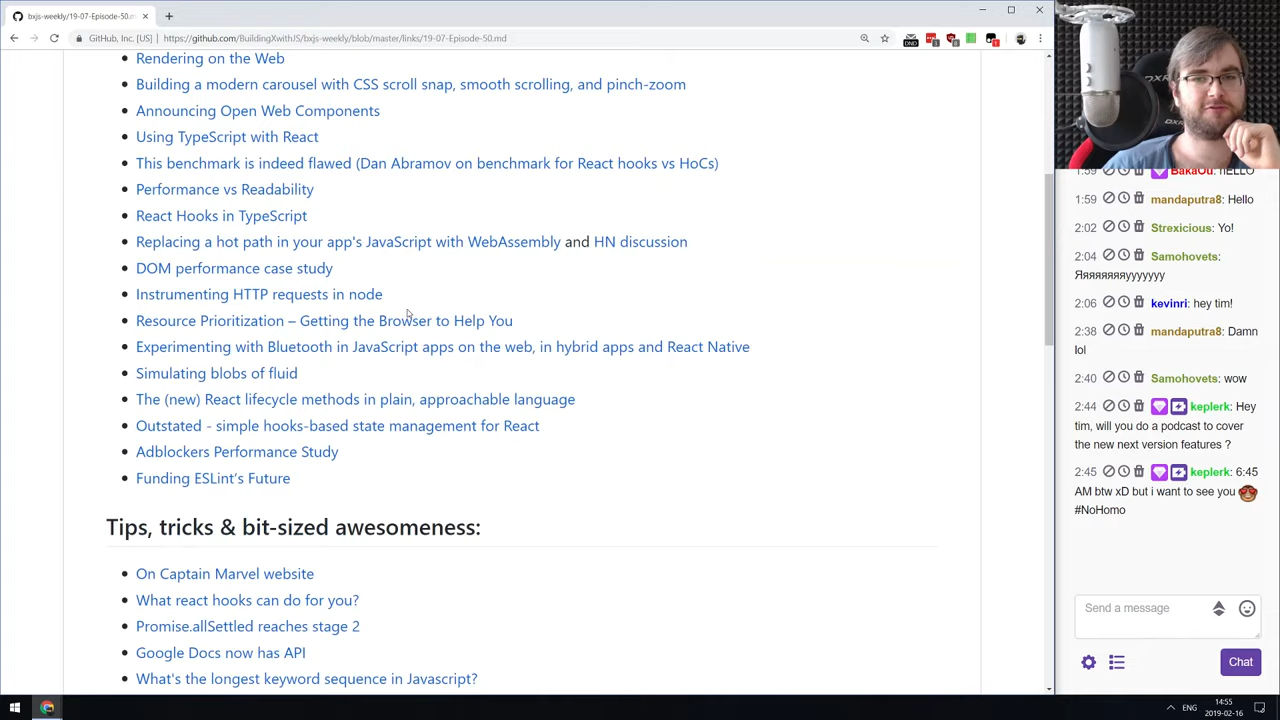 bxjs-weekly/19-07-Episode-50.m
GitHub, Inc. [US]
https://github.com/BuildingXwithJS/bxjs-weekly/blob/master/links/19-07-Episode-50.md
DND
Rendering on the Web
Building a modern carousel with CSS scroll snap, smooth scrolling, and pinch-zoom
Announcing Open Web Components
Using TypeScript with React
This benchmark is indeed flawed (Dan Abramov on benchmark for React hooks vs HoCs)
Performance vs Readability
React Hooks in TypeScript
Replacing a hot path in your app's JavaScript with WebAssembly and HN discussion
DOM performance case study
Instrumenting HTTP requests in node
Resource Prioritization – Getting the Browser to Help You
Experimenting with Bluetooth in JavaScript apps on the web, in hybrid apps and React Native
Simulating blobs of fluid
The (new) React lifecycle methods in plain, approachable language
Outstated - simple hooks-based state management for React
Adblockers Performance Study
Funding ESLint’s Future
Tips, tricks & bit-sized awesomeness:
On Captain Marvel website
What react hooks can do for you?
Promise.allSettled reaches stage 2
Google Docs now has API
What's the longest keyword sequence in Javascript?
DXR
1:59 BakaOu: hELLO
1:59 mandaputra8: Hello
2:02 Strexicious: Yo!
2:04 Samohovets:
Яяяяяяяяууууууу
2:06 kevinri: hey tim!
2:38 mandaputra8: Damn
lol
2:40 Samohovets: wow
2:44 keplerk: Hey
tim, will you do a podcast to cover
the new next version features ?
2:45 keplerk: 6:45
AM btw xD but i want to see you
#NoHomo
Send a message
Chat
ENG
14:55
2019-02-16